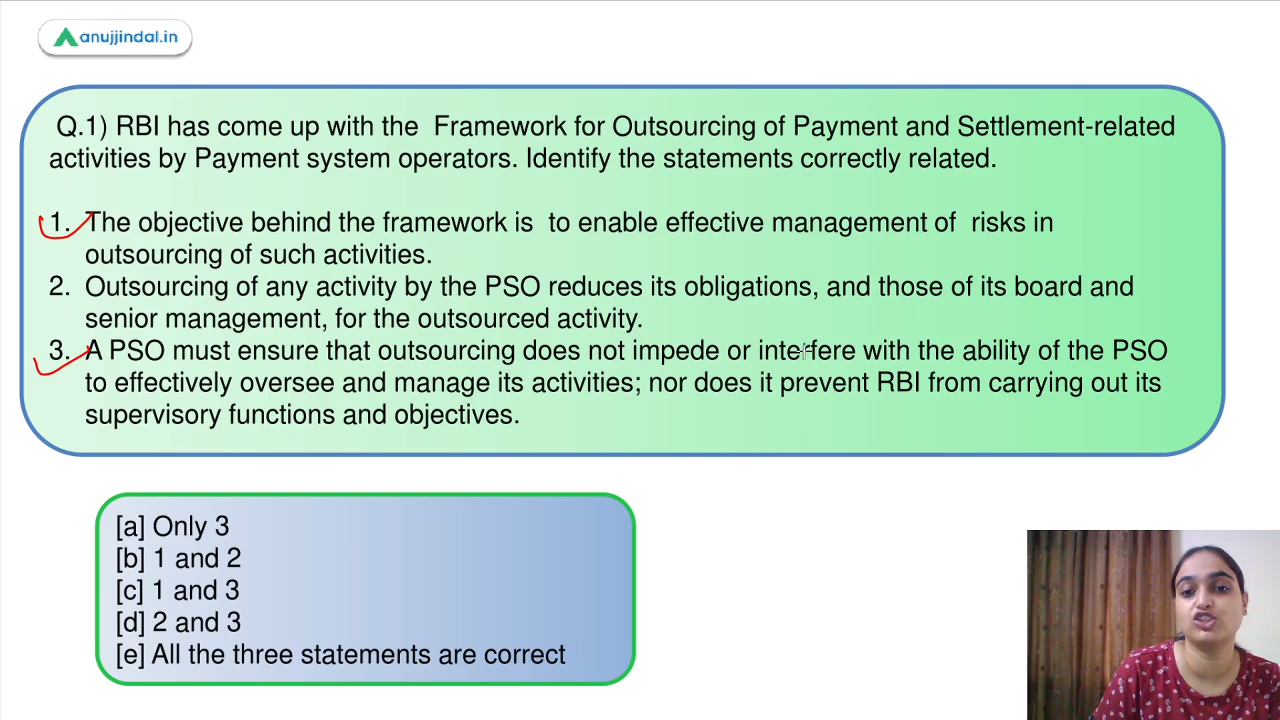 anujjindal.in
Q.1) RBI has come up with the Framework for Outsourcing of Payment and Settlement-related
activities by Payment system operators. Identify the statements correctly related.
1. The objective behind the framework is to enable effective management of risks in
outsourcing of such activities.
2. Outsourcing of any activity by the PSO reduces its obligations, and those of its board and
senior management, for the outsourced activity.
3. A PSO must ensure that outsourcing does not impede or interfere with the ability of the PSO
to effectively oversee and manage its activities; nor does it prevent RBI from carrying out its
supervisory functions and objectives.
[a] Only 3
[b] 1 and 2
[c] 1 and 3
[d] 2 and 3
[e] All the three statements are correct